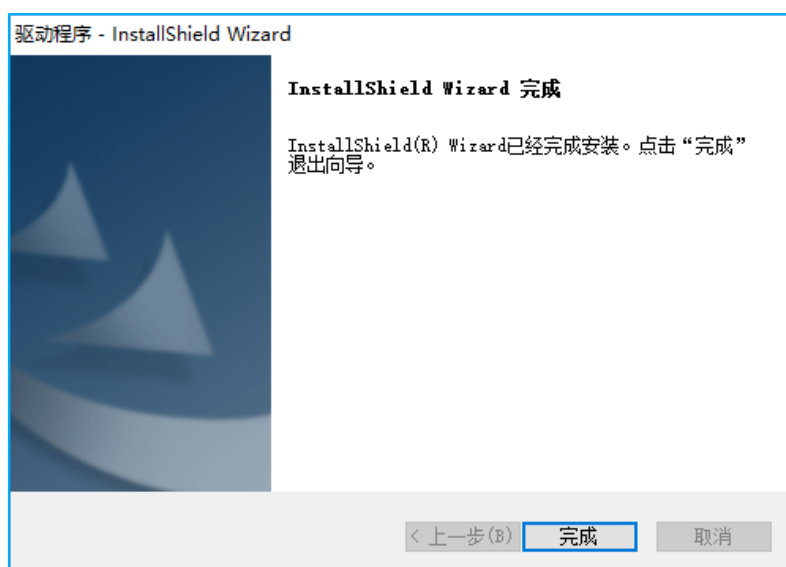 驱动程序 - InstallShield Wizard
InstallShield Wizard 完成
InstallShield(R) Wizard已经完成安装。点击“完成”
退出向导。
< 上一步(B)
完成
取消